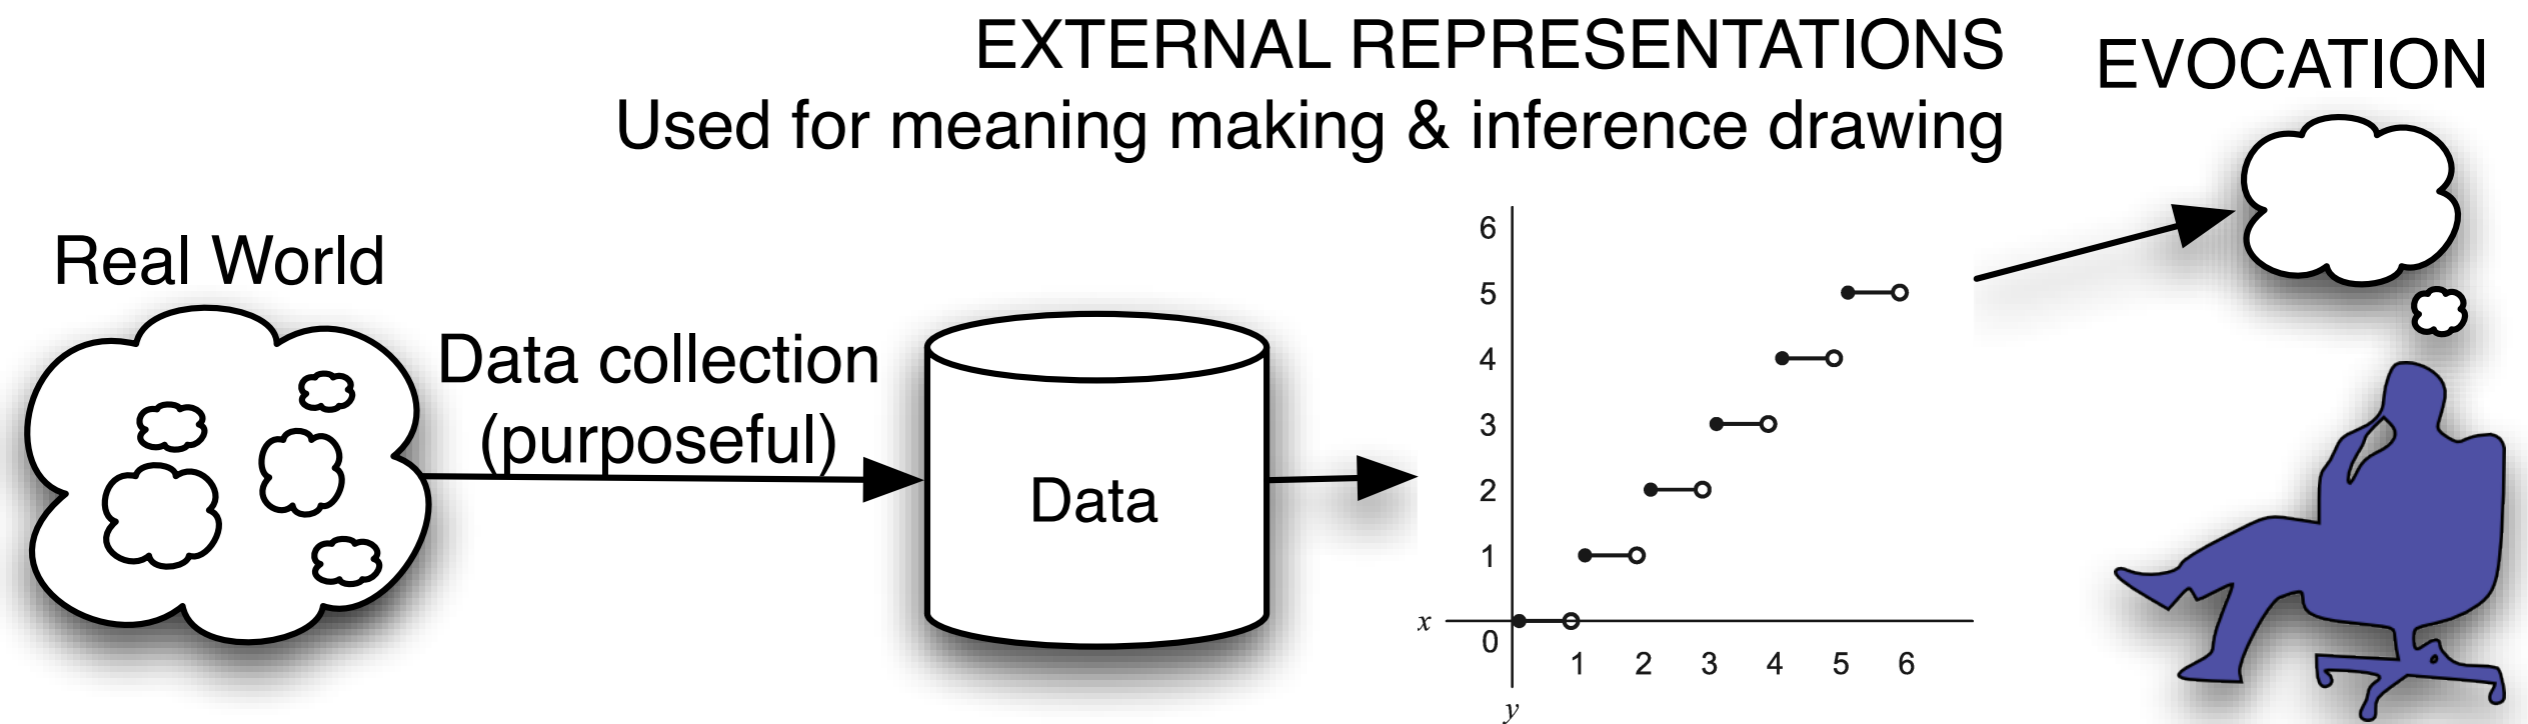 EXTERNAL REPRESENTATIONS
Used for meaning making & inference drawing
EVOCATION
Real World
Data collection
(purposeful)
Data
6
5
4
3
2
1
x
0
1 2 3 4 5 6
y